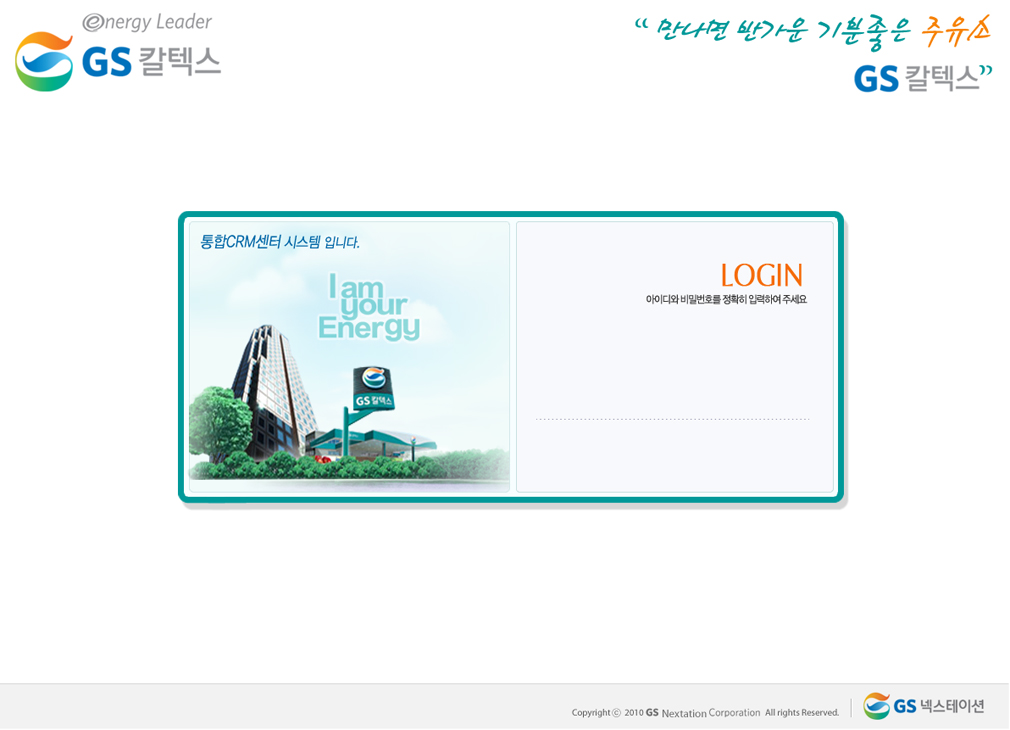 energy Leader
GS 칼텍스
“ 만나면 반가운 기분좋은 주유소
GS 칼텍스”
통합CRM센터 시스템 입니다.
I am
your
Energy
GS 칼텍스
LOGIN
아이디와 비밀번호를 정확히 입력하여 주세요
Copyright ⓒ 2010 GS Nextation Corporation All rights Reserved.
GS 넥스테이션